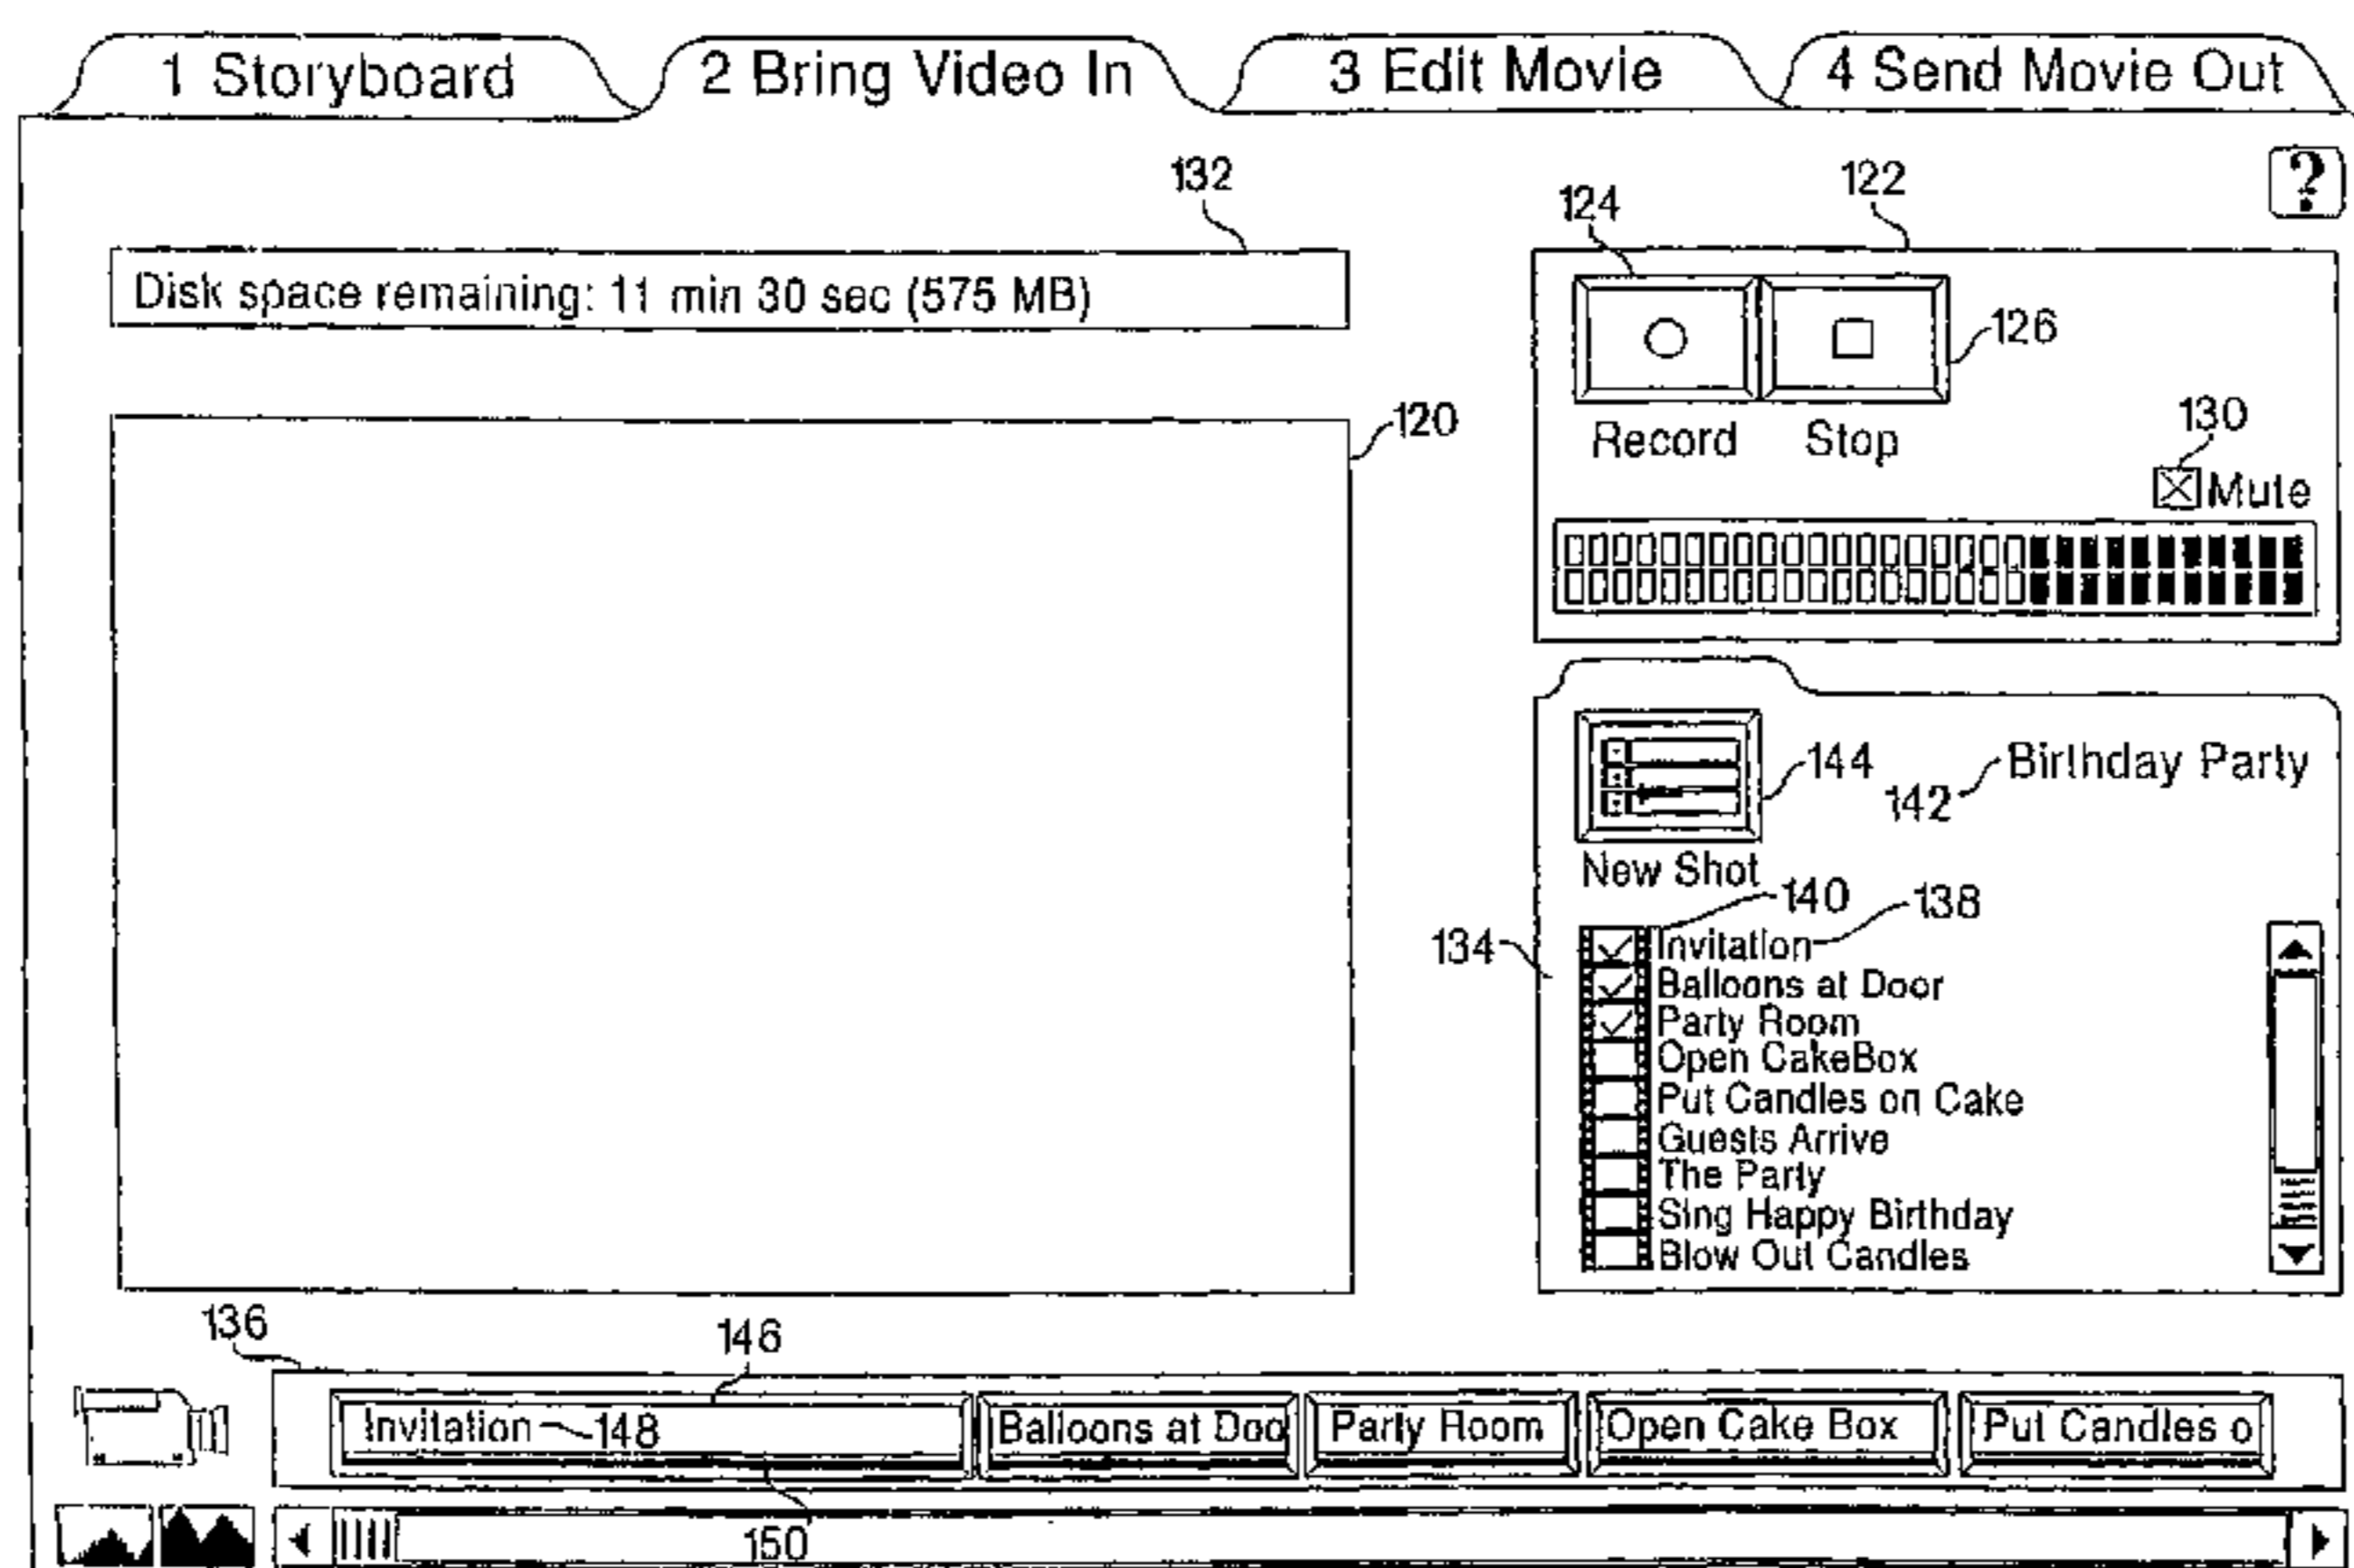 1 Storyboard
2 Bring Video In
3 Edit Movie
4 Send Movie Out
?
132
Disk space remaining: 11 min 30 sec (575 MB)
120
122
124
126
Record
Stop
130
Mute
144
142
Birthday Party
New Shot
140
138
134
Invitation
Balloons at Door
Party Room
Open CakeBox
Put Candles on Cake
Guests Arrive
The Party
Sing Happy Birthday
Blow Out Candles
136
146
Invitation
148
Balloons at Doo
Party Room
Open Cake Box
Put Candles o
150